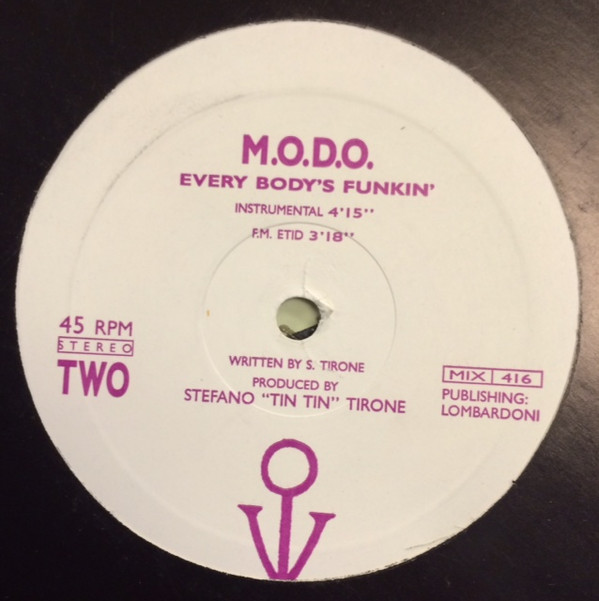 M.O.D.O.
EVERY BODY'S FUNKIN'
INSTRUMENTAL 4'15''
F.M. ETID 3'18''
45 RPM
STEREO
TWO
WRITTEN BY S. TIRONE
PRODUCED BY
STEFANO "TIN TIN" TIRONE
MIX 416
PUBLISHING:
LOMBARDONI